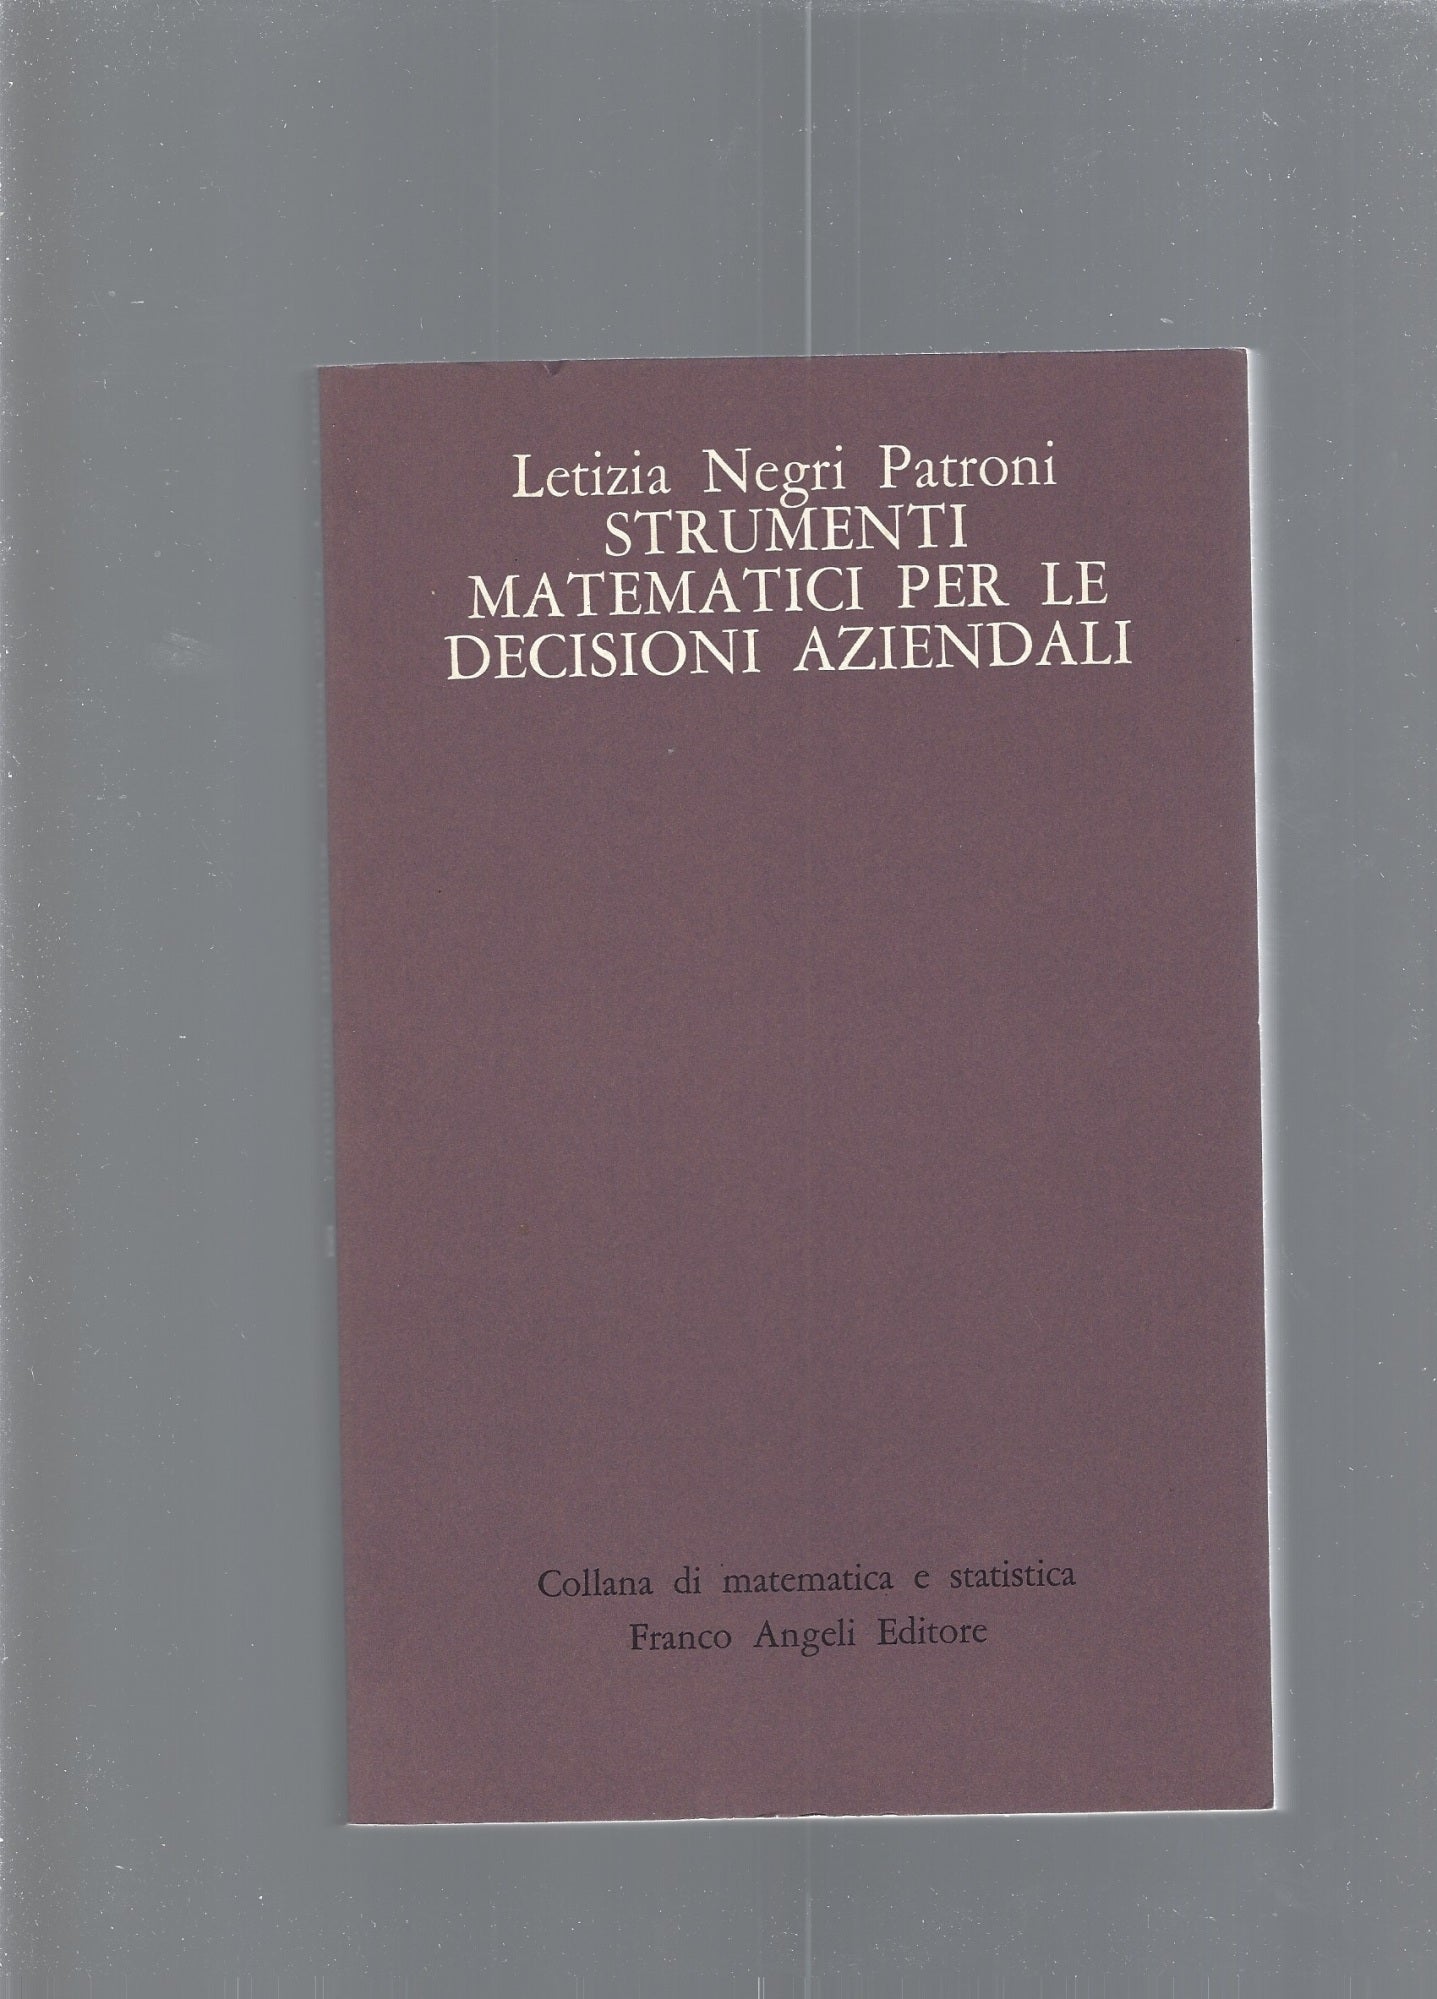 Letizia Negri Patroni
STRUMENTI
MATEMATICI PER LE
DECISIONI AZIENDALI
Collana di matematica e statistica
Franco Angeli Editore